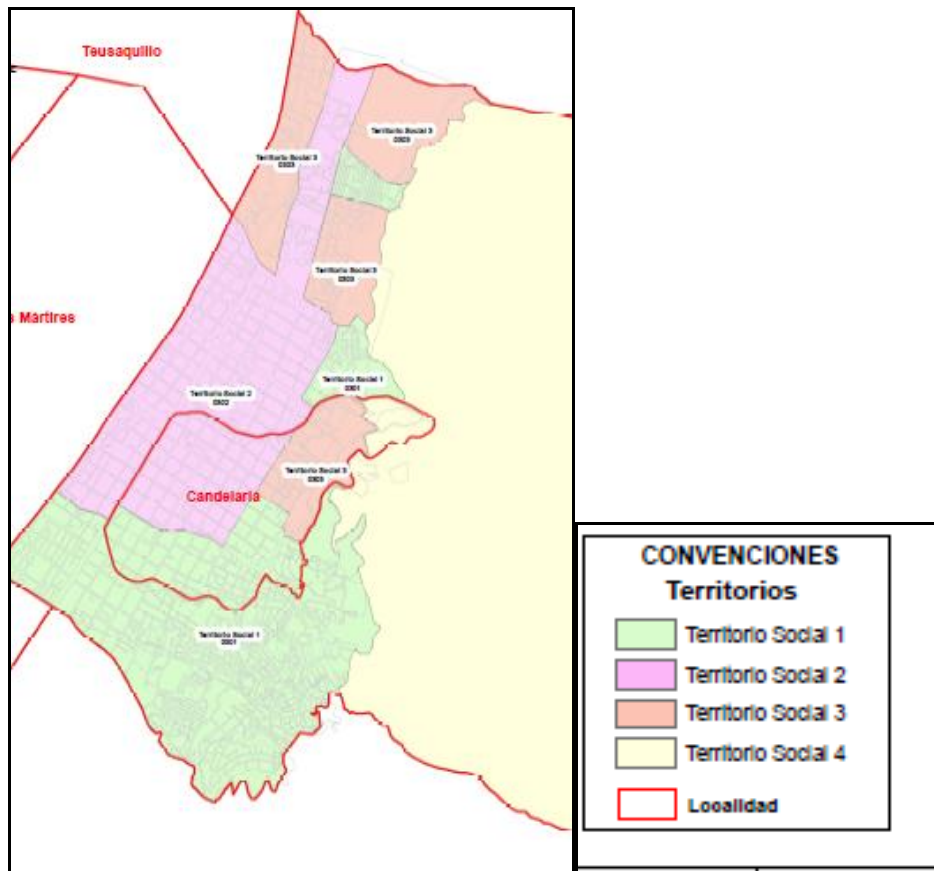 Teusaquillo
Territorio Social 3
0303
Territorio Social 3
0303
Territorio Social 3
0303
Mártires
Territorio Social 1
0301
Territorio Social 2
0302
Territorio Social 3
0303
Candelaria
Territorio Social 1
0301
CONVENCIONES
Territorios
Territorio Social 1
Territorio Social 2
Territorio Social 3
Territorio Social 4
Localidad